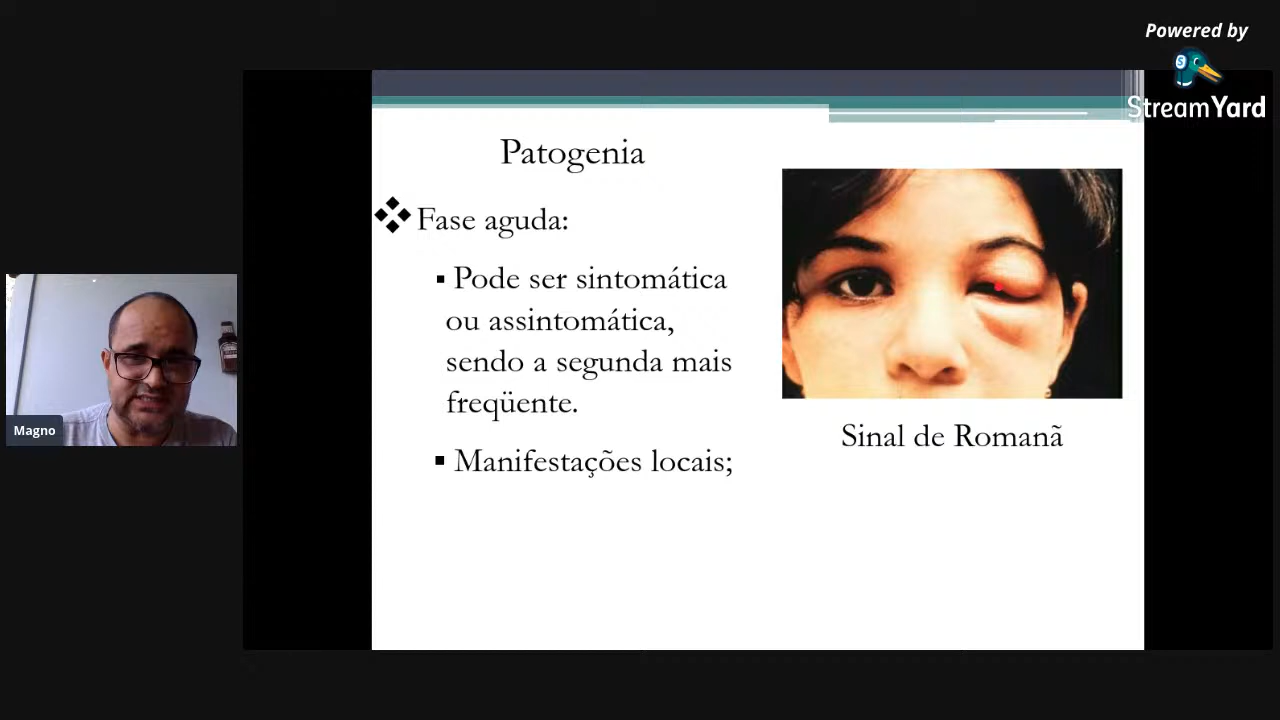 Powered by
StreamYard
Patogenia
Fase aguda:
Pode ser sintomática
ou assintomática,
sendo a segunda mais
freqüente.
Manifestações locais;
Sinal de Romanã
Magno